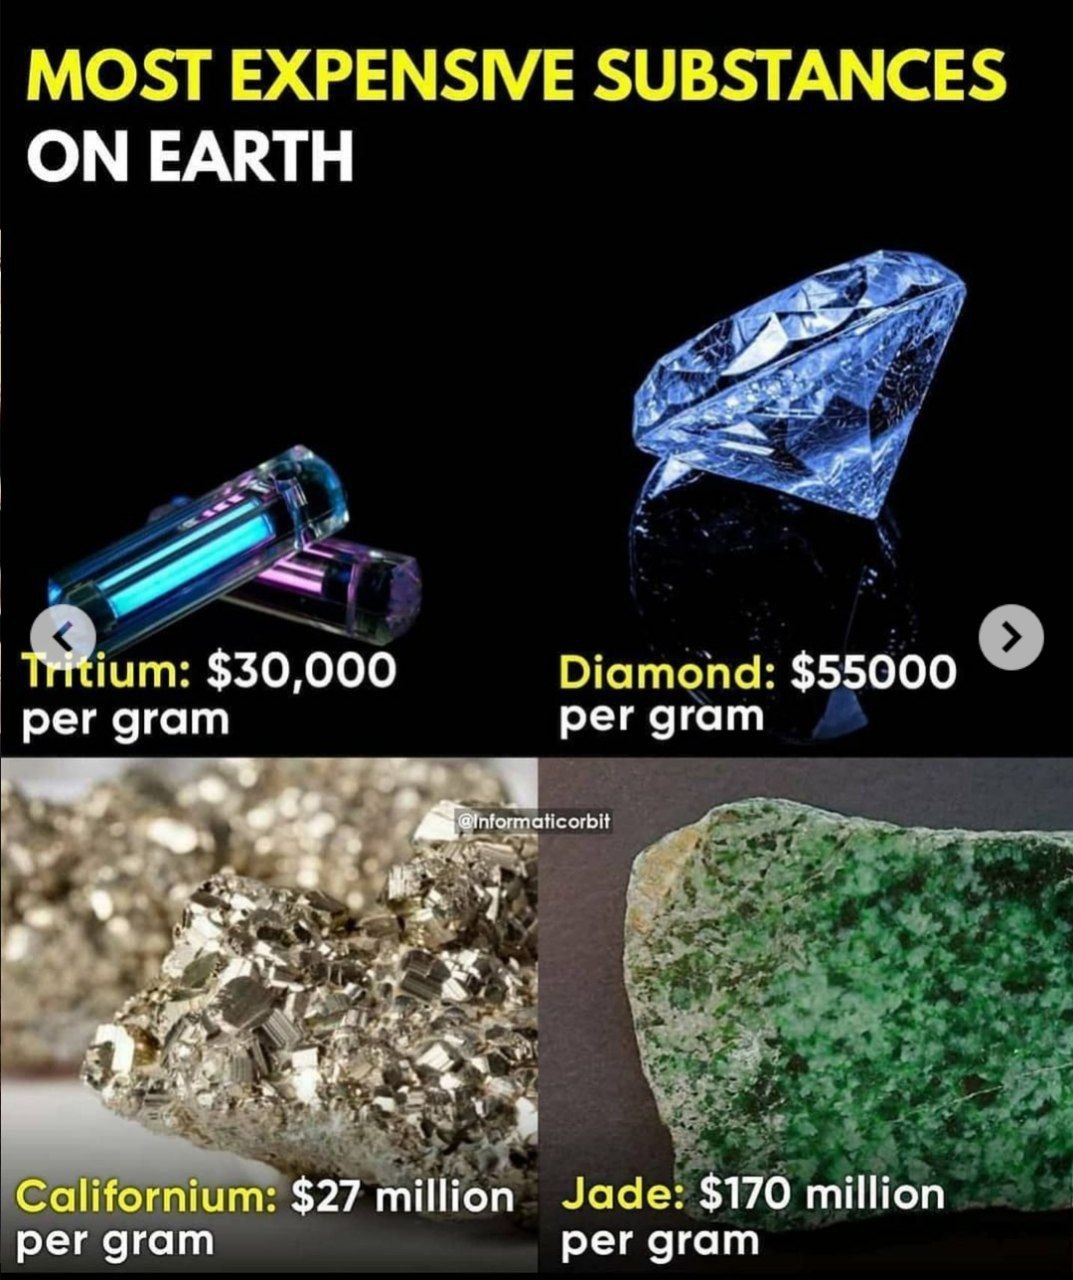 MOST EXPENSIVE SUBSTANCES
ON EARTH
Tritium: $30,000
per gram
Diamond: $55000
per gram
@Informaticorbit
Californium: $27 million
per gram
Jade: $170 million
per gram